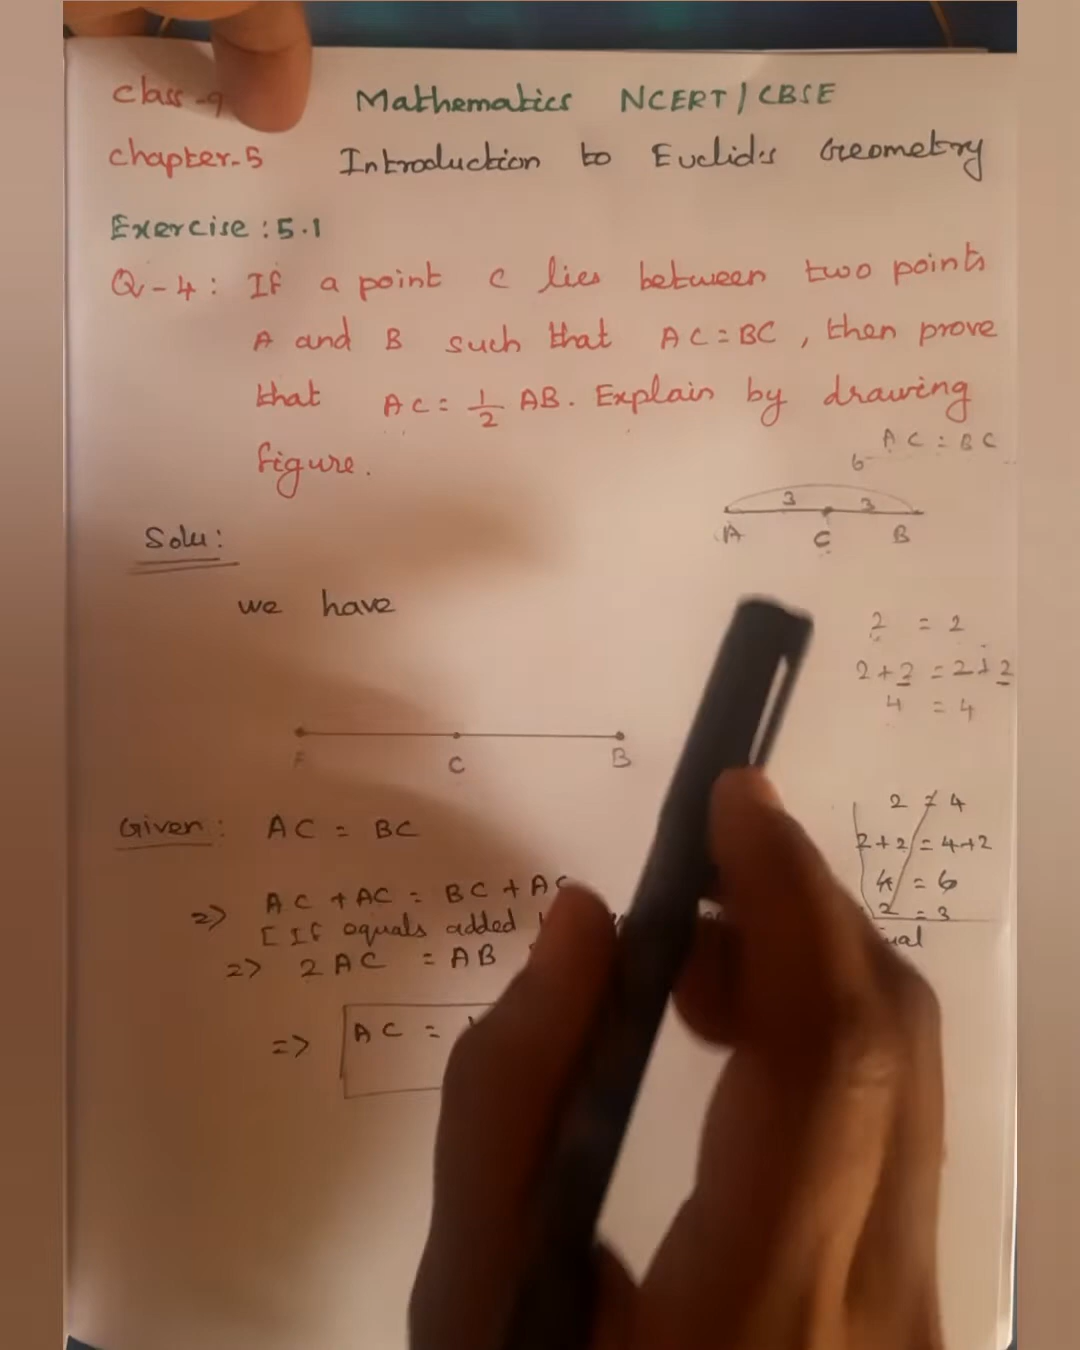 Class-9 Mathematics NCERT/CBSE
Chapter-5 Introduction to Euclid's Geometry
Exercise: 5.1
Q-4: If a point C lies between two points
A and B such that AC = BC, then prove
that AC = 1/2 AB. Explain by drawing
figure.
AC = BC
6
3 3
A C B
Solu:
we have
2 = 2
2+2 = 2+2
4 = 4
A C B
2 ≠ 4
2+2 = 4+2
4 = 6
2 = 3
Given: AC = BC
=> AC + AC = BC + AC
[If equals added
=> 2AC = AB
=> AC =